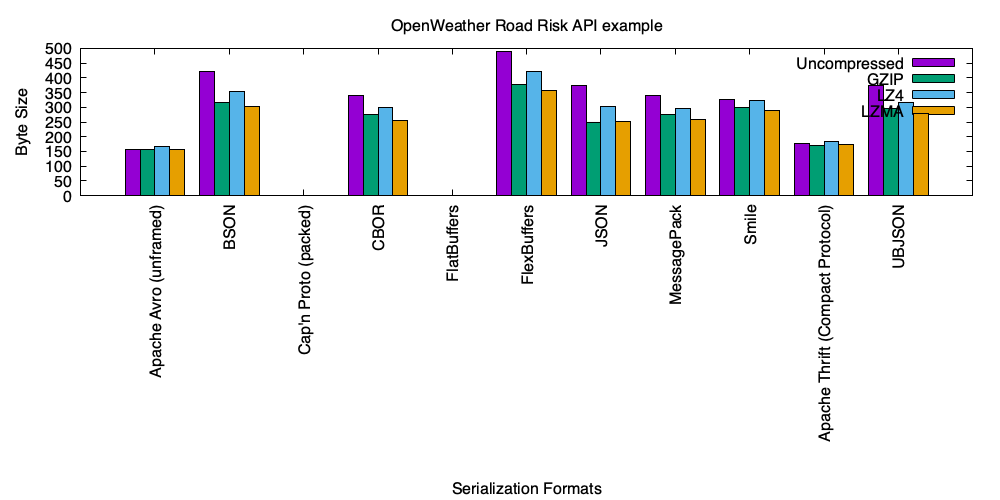 OpenWeather Road Risk API example
Byte Size
500
450
400
350
300
250
200
150
100
50
0
Uncompressed
GZIP
LZ4
LZMA
Apache Avro (unframed)
BSON
Cap'n Proto (packed)
CBOR
FlatBuffers
FlexBuffers
JSON
MessagePack
Smile
Apache Thrift (Compact Protocol)
UBJSON
Serialization Formats